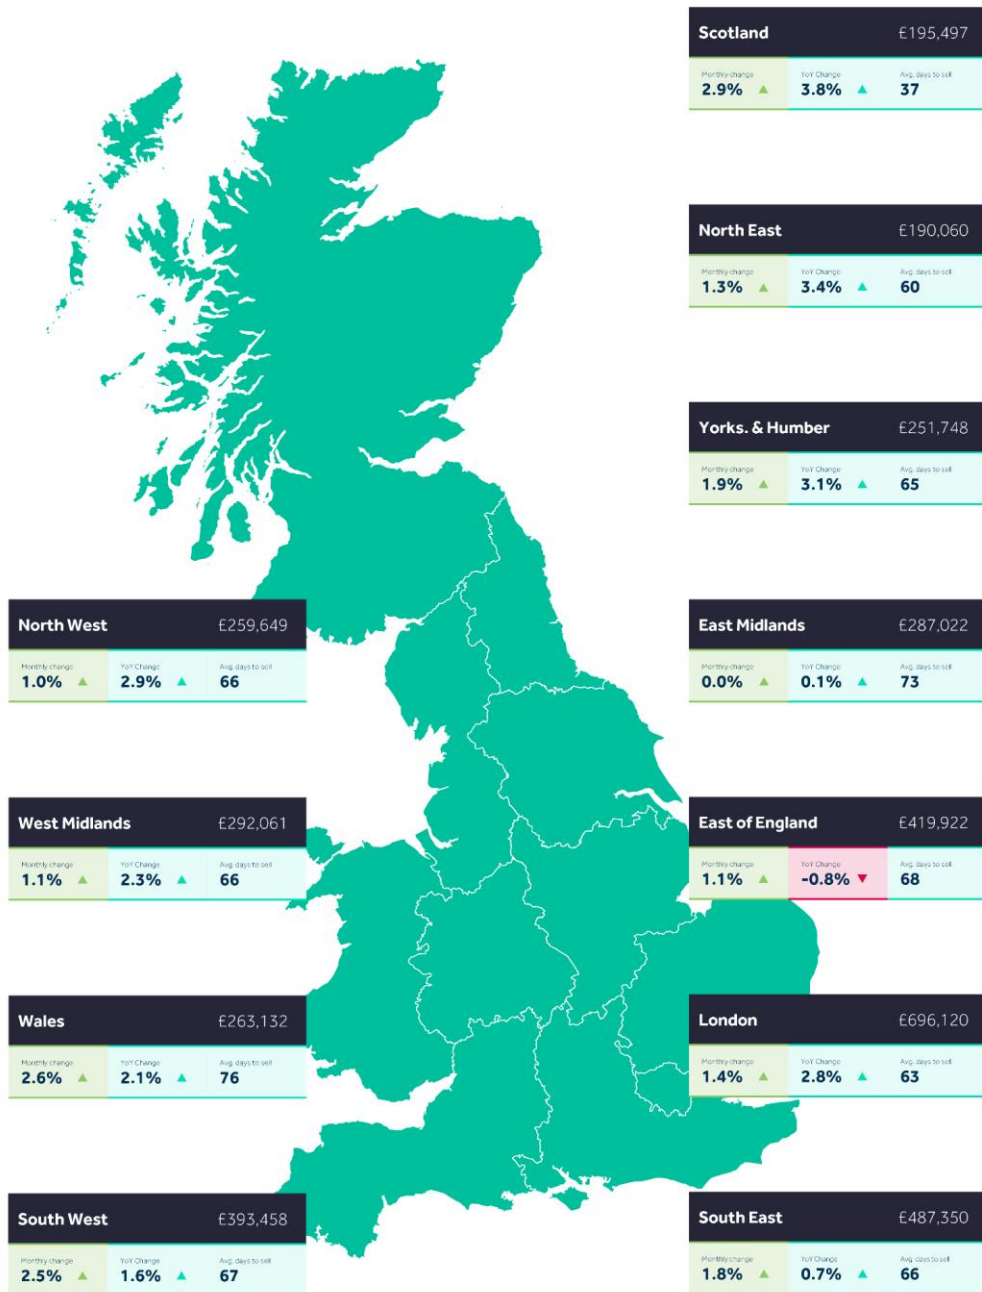 Scotland £195,497
Monthly change YoY Change Avg. days to sell
2.9% 3.8% 37
North East £190,060
Monthly change YoY Change Avg. days to sell
1.3% 3.4% 60
Yorks. & Humber £251,748
Monthly change YoY Change Avg. days to sell
1.9% 3.1% 65
North West £259,649
Monthly change YoY Change Avg. days to sell
1.0% 2.9% 66
East Midlands £287,022
Monthly change YoY Change Avg. days to sell
0.0% 0.1% 73
West Midlands £292,061
Monthly change YoY Change Avg. days to sell
1.1% 2.3% 66
East of England £419,922
Monthly change YoY Change Avg. days to sell
1.1% -0.8% 68
Wales £263,132
Monthly change YoY Change Avg. days to sell
2.6% 2.1% 76
London £696,120
Monthly change YoY Change Avg. days to sell
1.4% 2.8% 63
South West £393,458
Monthly change YoY Change Avg. days to sell
2.5% 1.6% 67
South East £487,350
Monthly change YoY Change Avg. days to sell
1.8% 0.7% 66